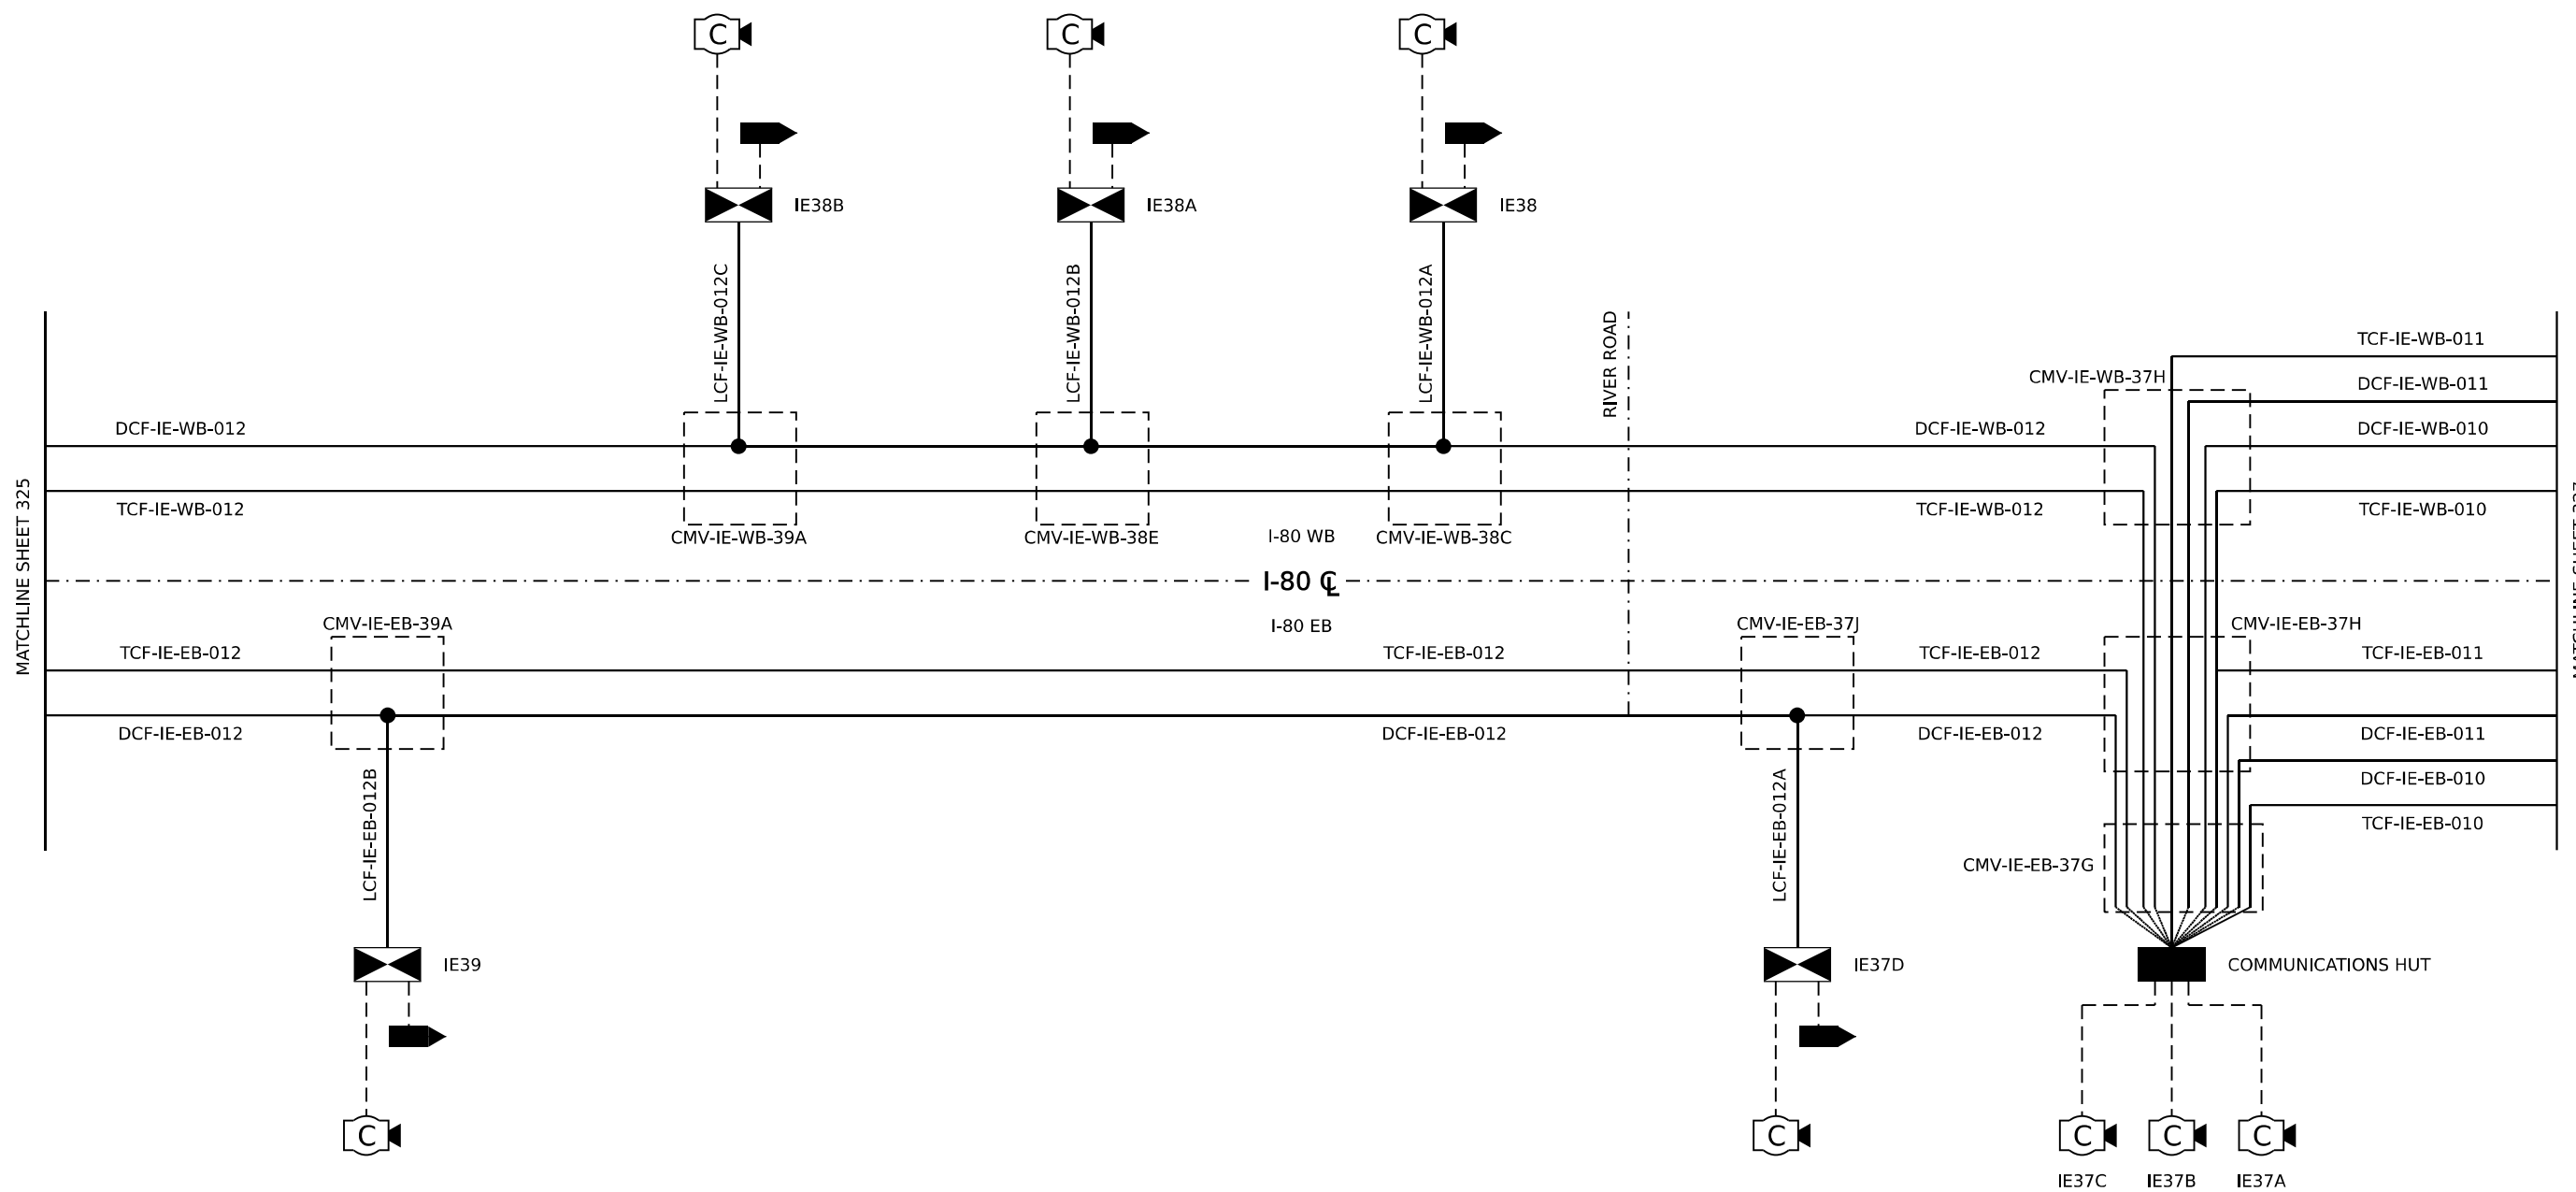 C
C
C
IE38B
IE38A
IE38
LCF-IE-WB-012C
LCF-IE-WB-012B
LCF-IE-WB-012A
RIVER ROAD
TCF-IE-WB-011
CMV-IE-WB-37H
DCF-IE-WB-011
DCF-IE-WB-012
DCF-IE-WB-012
DCF-IE-WB-010
MATCHLINE SHEET 325
TCF-IE-WB-012
TCF-IE-WB-012
TCF-IE-WB-010
CMV-IE-WB-39A
CMV-IE-WB-38E
I-80 WB
CMV-IE-WB-38C
MATCHLINE SHEET
I-80 ℄
CMV-IE-EB-39A
I-80 EB
CMV-IE-EB-37J
CMV-IE-EB-37H
TCF-IE-EB-012
TCF-IE-EB-012
TCF-IE-EB-012
TCF-IE-EB-011
DCF-IE-EB-012
DCF-IE-EB-012
DCF-IE-EB-012
DCF-IE-EB-011
LCF-IE-EB-012B
LCF-IE-EB-012A
DCF-IE-EB-010
TCF-IE-EB-010
CMV-IE-EB-37G
IE39
IE37D
COMMUNICATIONS HUT
C
C
C
C
C
IE37C
IE37B
IE37A